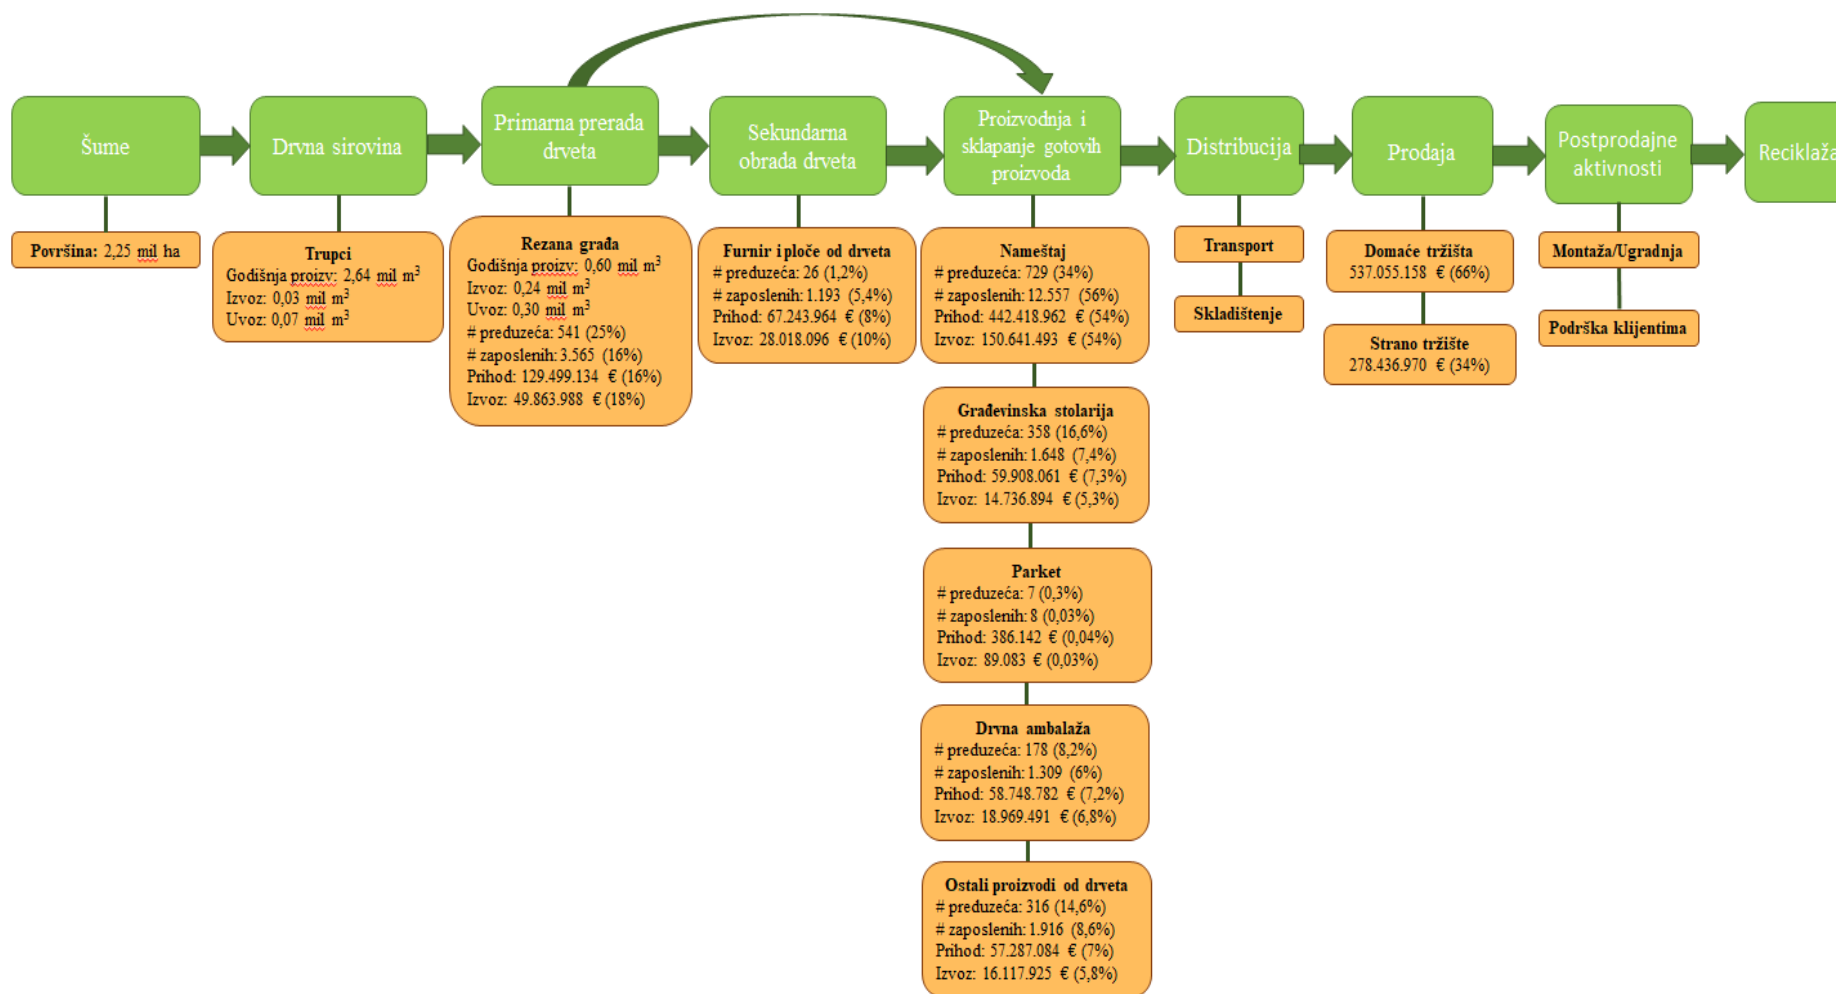 Šume
Drvna sirovina
Primarna prerada
drveta
Sekundarna
obrada drveta
Proizvodnja i
sklapanje gotovih
proizvoda
Distribucija
Prodaja
Postprodajne
aktivnosti
Reciklaža
Površina: 2,25 mil ha
Trupci
Godišnja proizv: 2,64 mil m³
Izvoz: 0,03 mil m³
Uvoz: 0,07 mil m³
Rezana građa
Godišnja proizv: 0,60 mil m³
Izvoz: 0,24 mil m³
Uvoz: 0,30 mil m³
# preduzeća: 541 (25%)
# zaposlenih: 3.565 (16%)
Prihod: 129.499.134 € (16%)
Izvoz: 49.863.988 € (18%)
Furnir i ploče od drveta
# preduzeća: 26 (1,2%)
# zaposlenih: 1.193 (5,4%)
Prihod: 67.243.964 € (8%)
Izvoz: 28.018.096 € (10%)
Nameštaj
# preduzeća: 729 (34%)
# zaposlenih: 12.557 (56%)
Prihod: 442.418.962 € (54%)
Izvoz: 150.641.493 € (54%)
Građevinska stolarija
# preduzeća: 358 (16,6%)
# zaposlenih: 1.648 (7,4%)
Prihod: 59.908.061 € (7,3%)
Izvoz: 14.736.894 € (5,3%)
Parket
# preduzeća: 7 (0,3%)
# zaposlenih: 8 (0,03%)
Prihod: 386.142 € (0,04%)
Izvoz: 89.083 € (0,03%)
Drvna ambalaža
# preduzeća: 178 (8,2%)
# zaposlenih: 1.309 (6%)
Prihod: 58.748.782 € (7,2%)
Izvoz: 18.969.491 € (6,8%)
Ostali proizvodi od drveta
# preduzeća: 316 (14,6%)
# zaposlenih: 1.916 (8,6%)
Prihod: 57.287.084 € (7%)
Izvoz: 16.117.925 € (5,8%)
Transport
Skladištenje
Domaće tržišta
537.055.158 € (66%)
Strano tržište
278.436.970 € (34%)
Montaža/Ugradnja
Podrška klijentima